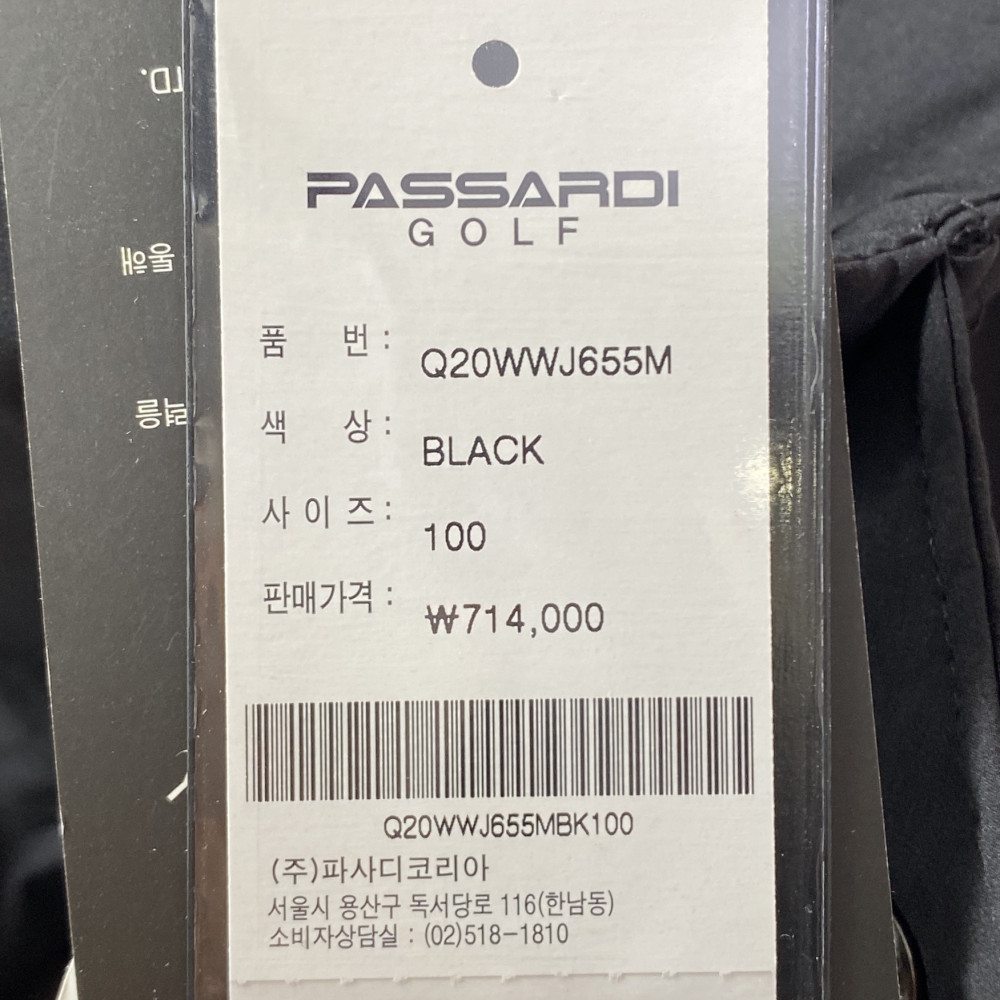 PASSARDI
GOLF
품 번 : Q20WWJ655M
색 상 : BLACK
사 이 즈 : 100
판매가격 : ₩714,000
Q20WWJ655MBK100
(주)파사디코리아
서울시 용산구 독서당로 116(한남동)
소비자상담실 : (02)518-1810
통해